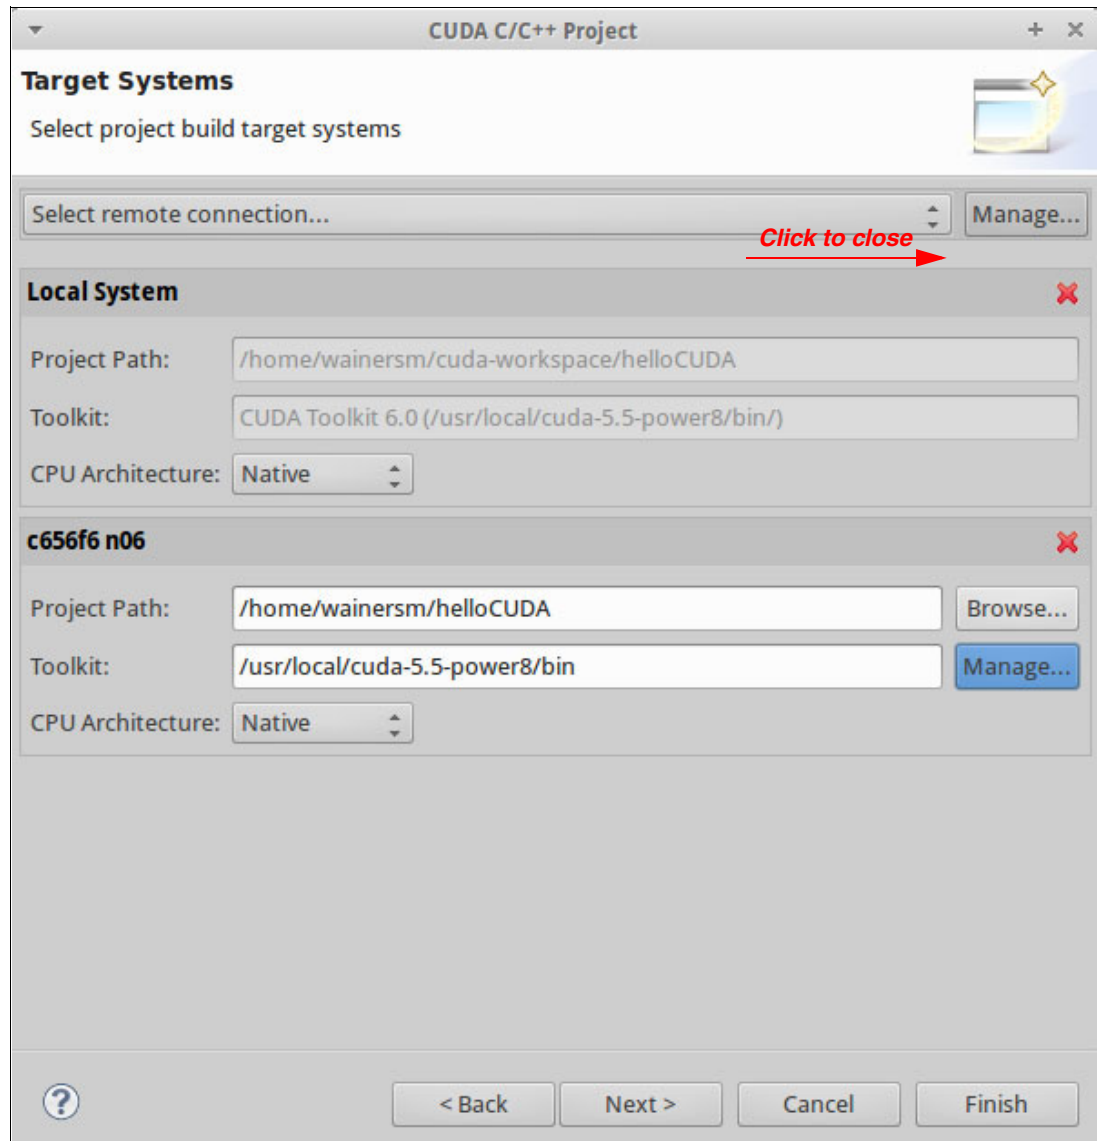 CUDA C/C++ Project
Target Systems
Select project build target systems
Select remote connection...
Manage...
Click to close
Local System
Project Path:
/home/wainersm/cuda-workspace/helloCUDA
Toolkit:
CUDA Toolkit 6.0 (/usr/local/cuda-5.5-power8/bin/)
CPU Architecture:
Native
c656f6 n06
Project Path:
/home/wainersm/helloCUDA
Browse...
Toolkit:
/usr/local/cuda-5.5-power8/bin
Manage...
CPU Architecture:
Native
?
< Back
Next >
Cancel
Finish